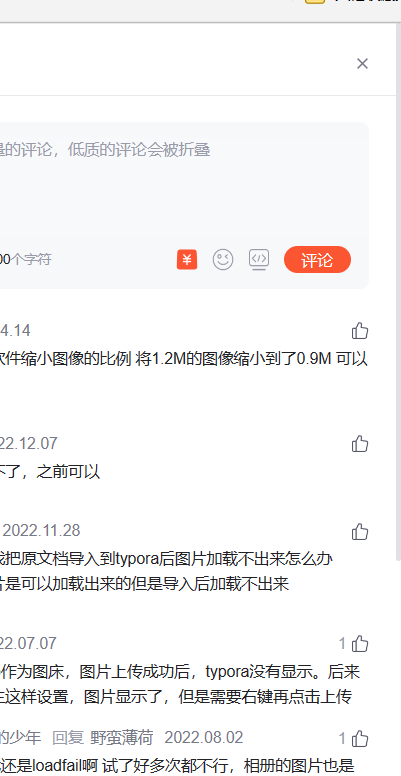 的评论，低质的评论会被折叠
00个字符
¥
评论
4.14
软件缩小图像的比例 将1.2M的图像缩小到了0.9M 可以
22.12.07
不了，之前可以
2022.11.28
我把原文档导入到typora后图片加载不出来怎么办
片是可以加载出来的但是导入后加载不出来
22.07.07
1
作为图床，图片上传成功后，typora没有显示。后来
在这样设置，图片显示了，但是需要右键再点击上传
的少年 回复 野蛮薄荷 2022.08.02
1
还是loadfail啊 试了好多次都不行，相册的图片也是